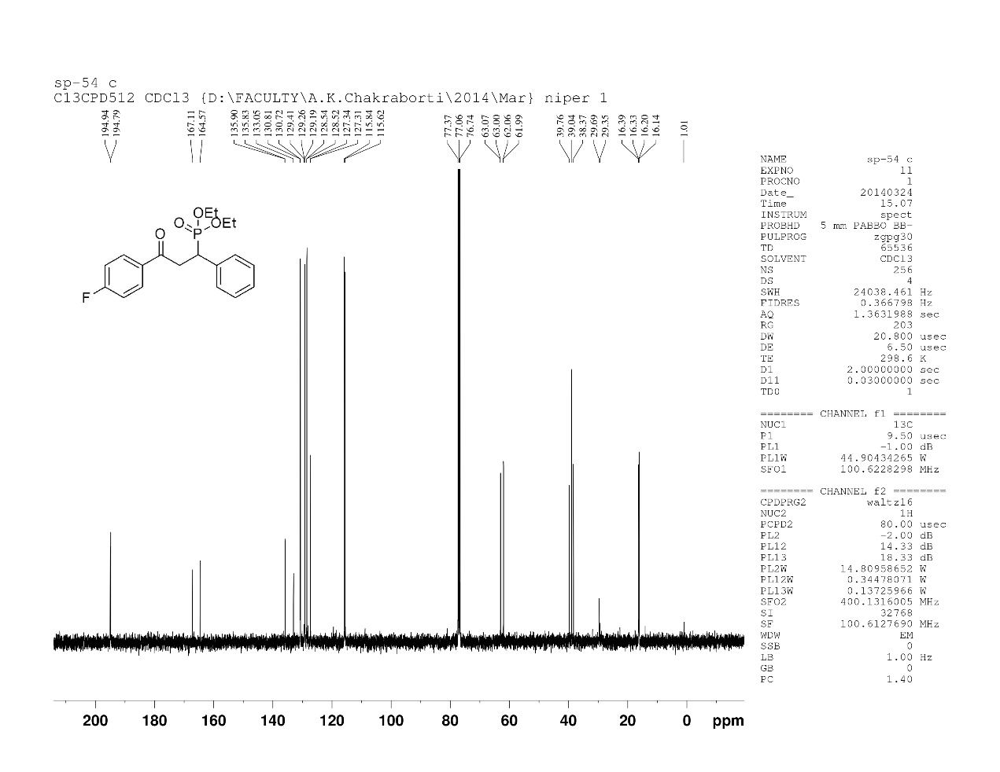 sp-54 c
C13CPD512 CDCl3 {D:\FACULTY\A.K.Chakraborti\2014\Mar} niper 1
194.94
194.79
167.11
164.57
135.90
135.83
133.05
130.81
130.72
129.41
129.26
129.19
128.54
128.52
127.34
127.31
115.84
115.62
77.37
77.06
76.74
63.07
63.00
62.06
61.99
39.76
39.04
38.37
29.69
29.35
16.39
16.33
16.20
16.14
1.01
OEt
O
OEt
P
O
F
NAME sp-54 c
EXPNO 11
PROCNO 1
Date_ 20140324
Time 15.07
INSTRUM spect
PROBHD 5 mm PABBO BB-
PULPROG zgpg30
TD 65536
SOLVENT CDCl3
NS 256
DS 4
SWH 24038.461 Hz
FIDRES 0.366798 Hz
AQ 1.3631988 sec
RG 203
DW 20.800 usec
DE 6.50 usec
TE 298.6 K
D1 2.00000000 sec
D11 0.03000000 sec
TD0 1
======== CHANNEL f1 ========
NUC1 13C
P1 9.50 usec
PL1 -1.00 dB
PL1W 44.90434265 W
SFO1 100.6228298 MHz
======== CHANNEL f2 ========
CPDPRG2 waltz16
NUC2 1H
PCPD2 80.00 usec
PL2 -2.00 dB
PL12 14.33 dB
PL13 18.33 dB
PL2W 14.80958652 W
PL12W 0.34478071 W
PL13W 0.13725966 W
SFO2 400.1316005 MHz
SI 32768
SF 100.6127690 MHz
WDW EM
SSB 0
LB 1.00 Hz
GB 0
PC 1.40
200 180 160 140 120 100 80 60 40 20 0 ppm